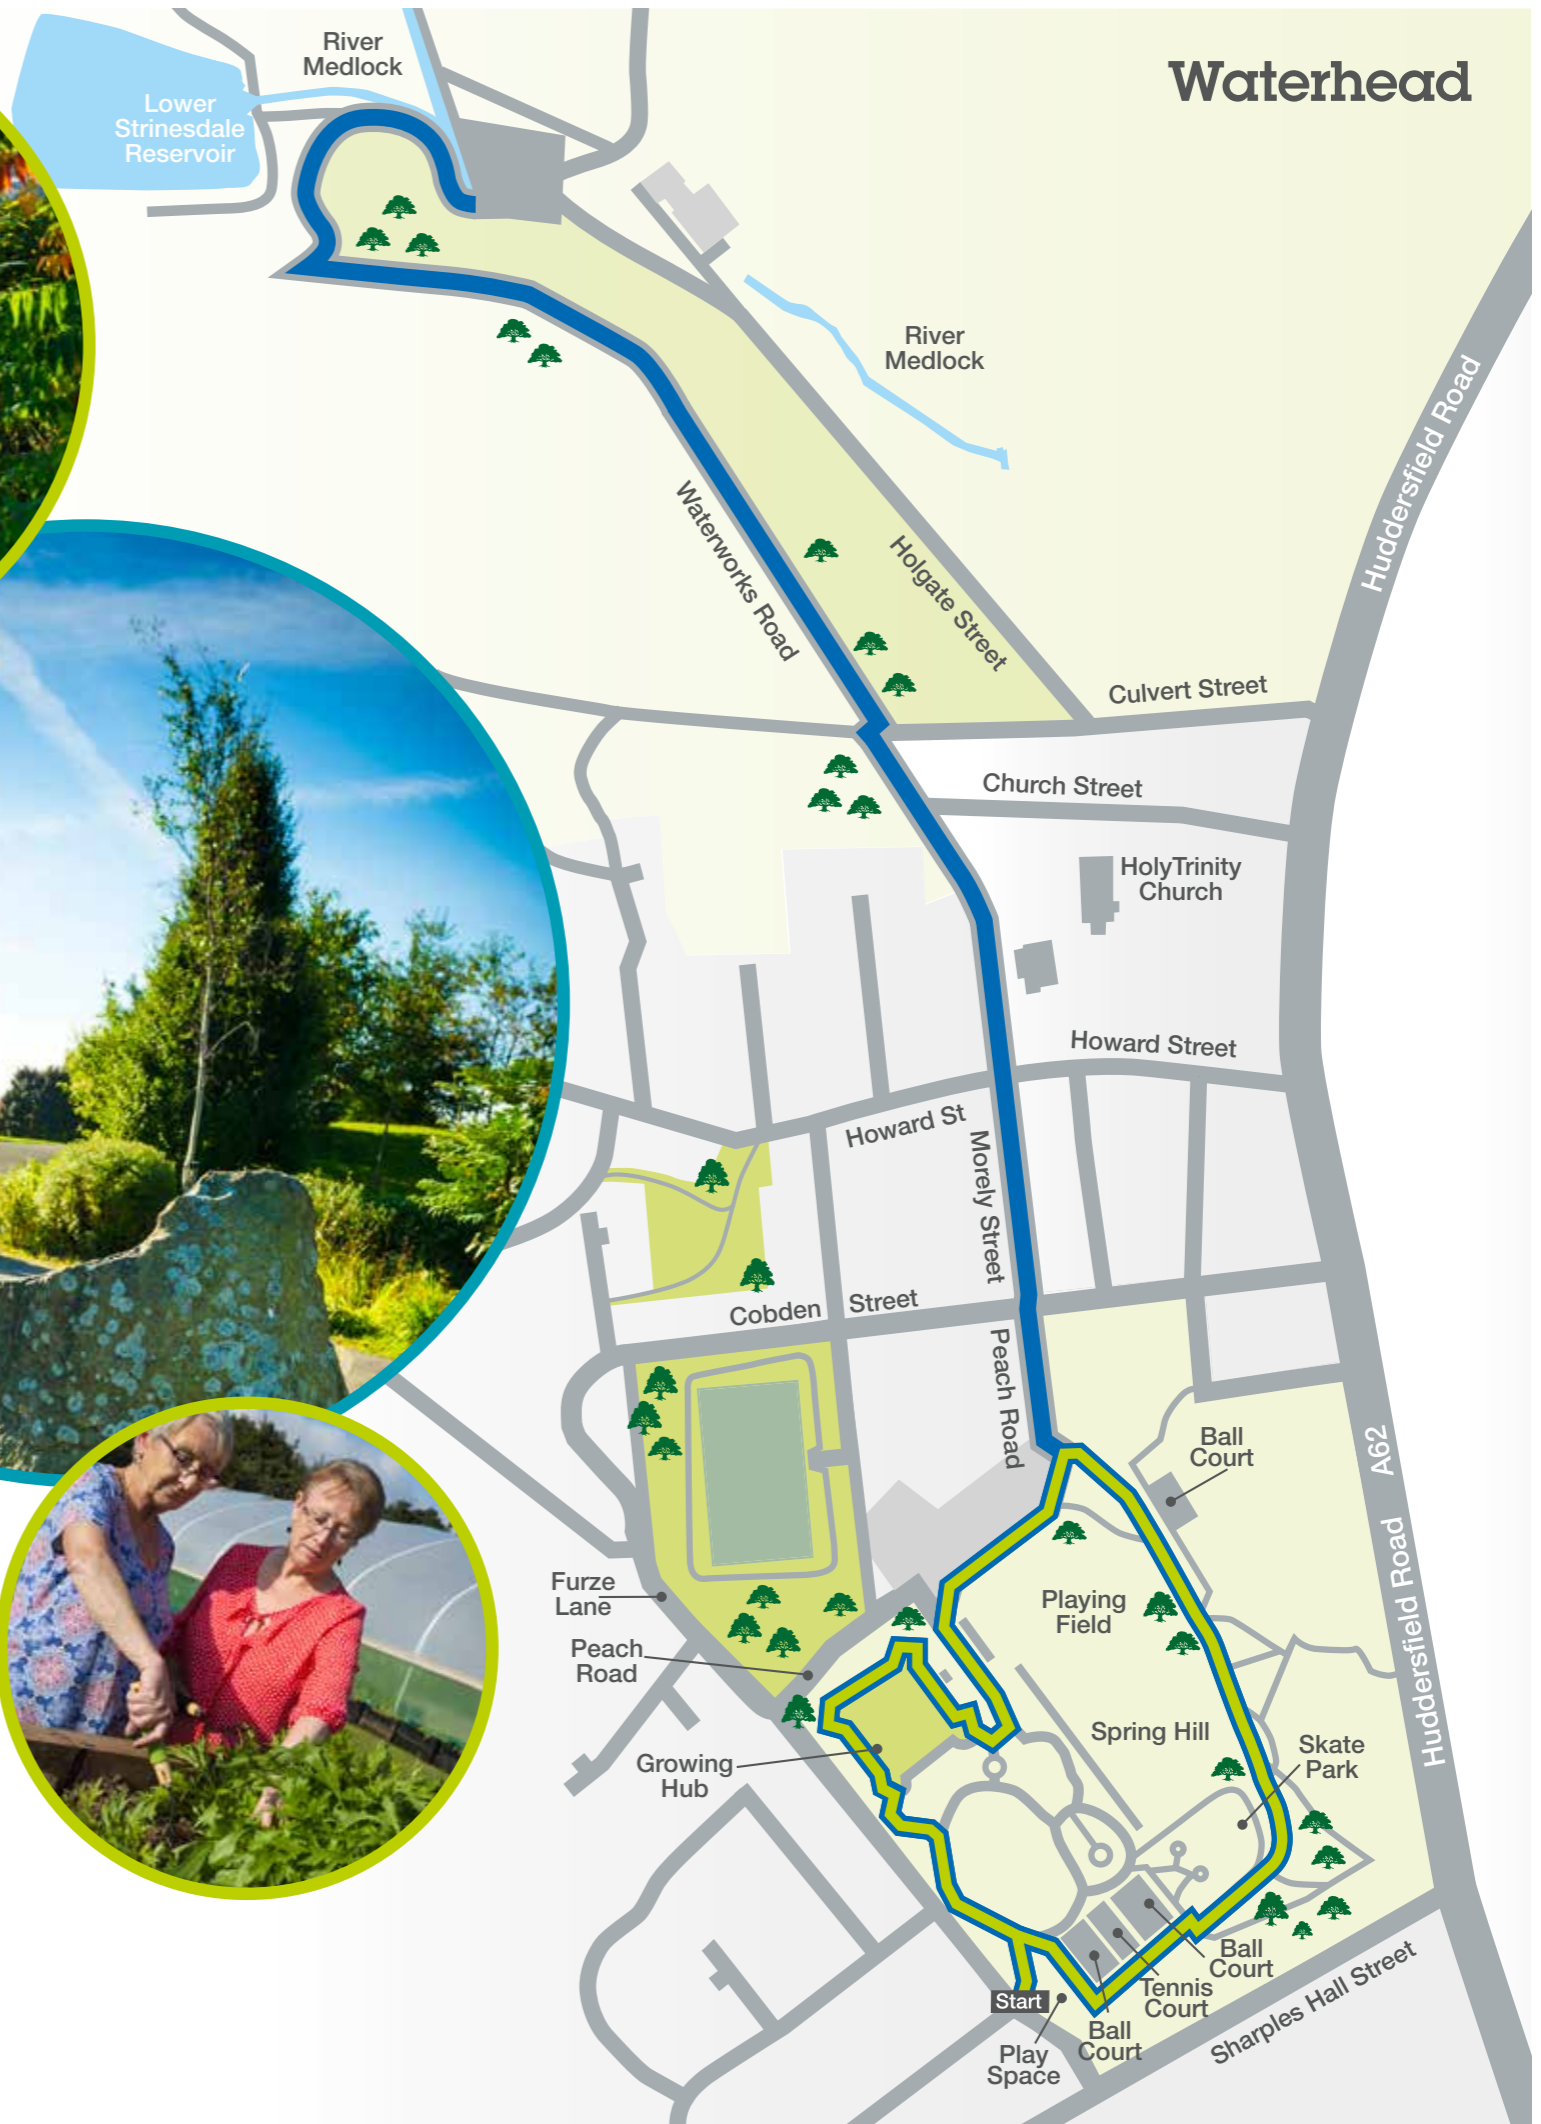 River
Medlock
Waterhead
Lower
Strinesdale
Reservoir
River
Medlock
Huddersfield Road
Waterworks Road
Holgate Street
Culvert Street
Church Street
HolyTrinity
Church
Howard Street
Howard St
Morely Street
Cobden Street
Peach Road
Ball
Court
A62
Huddersfield Road
Furze
Lane
Playing
Field
Peach
Road
Spring Hill
Skate
Park
Growing
Hub
Ball
Court
Tennis
Court
Start
Ball
Court
Play
Space
Sharples Hall Street